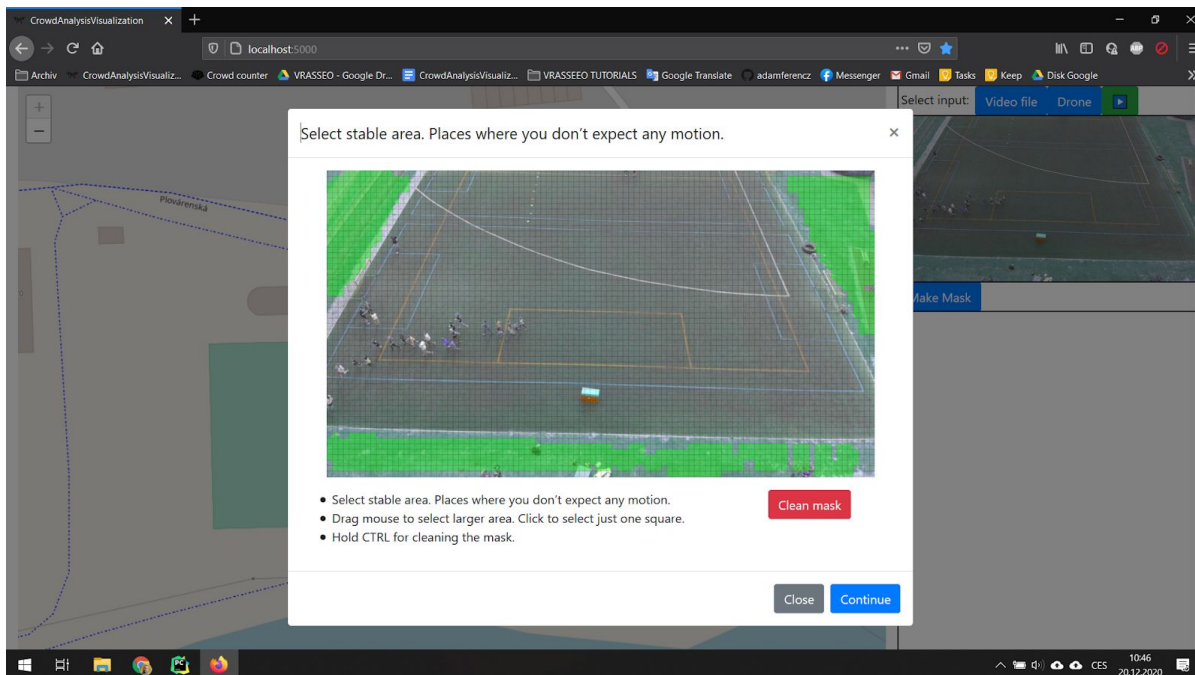 CrowdAnalysisVisualization
localhost:5000
Archiv CrowdAnalysisVisualiz... Crowd counter VRASSEO - Google Dr... CrowdAnalysisVisualiz... VRASSEEO TUTORIALS Google Translate adamferencz Messenger Gmail Tasks Keep Disk Google
Select input: Video file Drone
+
−
Select stable area. Places where you don't expect any motion. ×
Plovárenská
Make Mask
• Select stable area. Places where you don't expect any motion.
• Drag mouse to select larger area. Click to select just one square.
• Hold CTRL for cleaning the mask.
Clean mask
Close Continue
PC
CES 10:46
20.12.2020